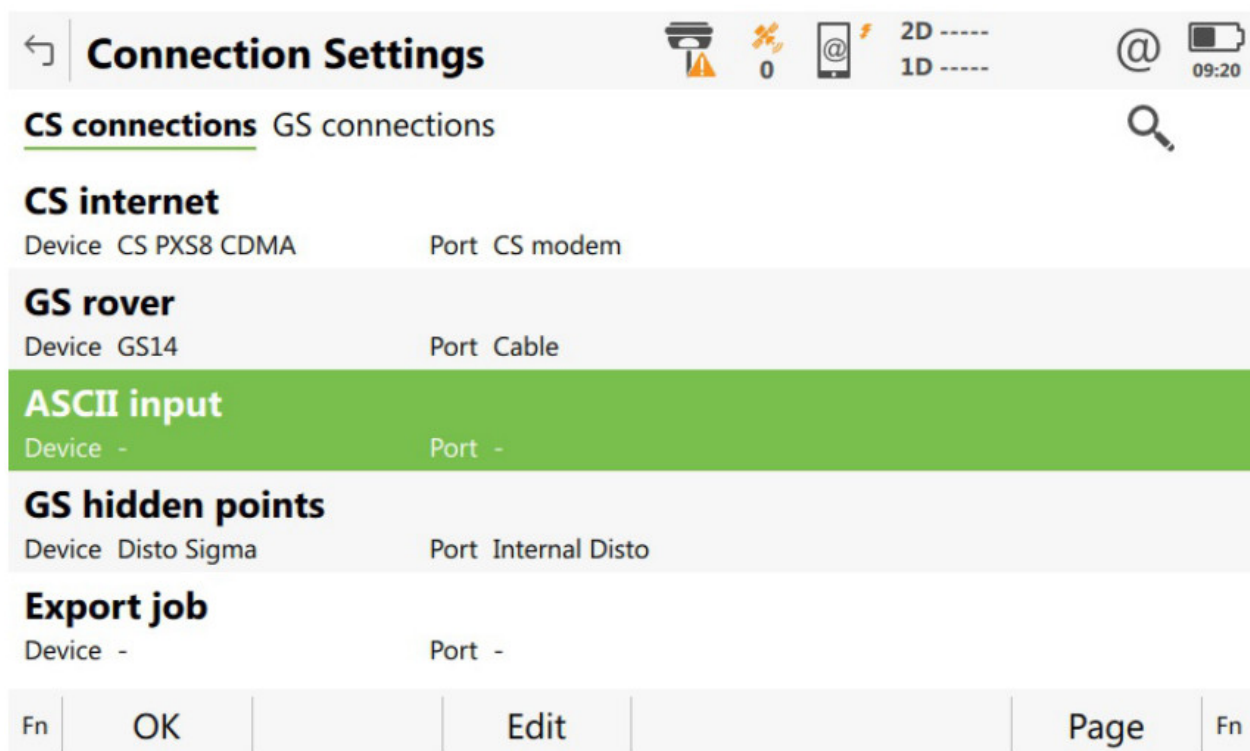 Connection Settings
0
@
2D -----
1D -----
@
09:20
CS connections GS connections
CS internet
Device CS PXS8 CDMA Port CS modem
GS rover
Device GS14 Port Cable
ASCII input
Device - Port -
GS hidden points
Device Disto Sigma Port Internal Disto
Export job
Device - Port -
Fn OK Edit Page Fn